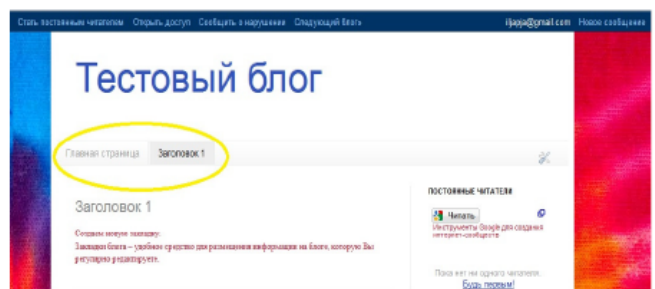 Стать постоянным читателем Открыть доступ Сообщить о нарушении Следующий блог» iljapja@gmail.com Новое сообщение
Тестовый блог
Главная страница Заголовок 1
Заголовок 1
Создаем новую закладку.
Закладки блога – удобное средство для размещения информации на блоге, которую Вы
регулярно редактируете.
ПОСТОЯННЫЕ ЧИТАТЕЛИ
Читать
Инструменты Google для создания
интернет-сообществ
Пока нет ни одного читателя.
Будь первым!